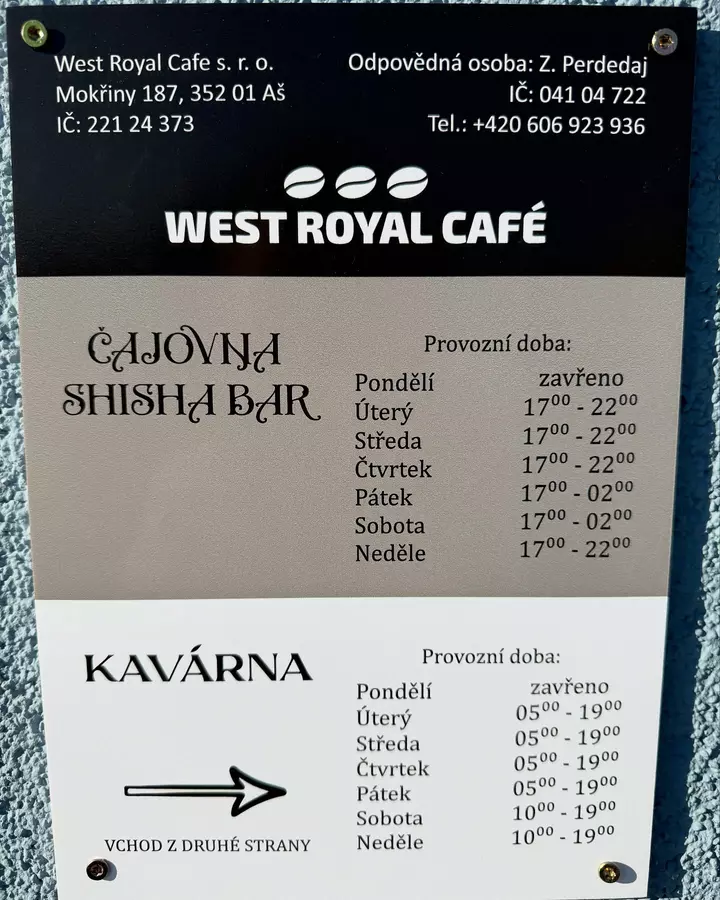 West Royal Cafe s. r. o.
Mokřiny 187, 352 01 Aš
IČ: 221 24 373
Odpovědná osoba: Z. Perdedaj
IČ: 041 04 722
Tel.: +420 606 923 936
WEST ROYAL CAFÉ
ČAJOVNA
SHISHA BAR
Provozní doba:
Pondělí zavřeno
Úterý 17⁰⁰ - 22⁰⁰
Středa 17⁰⁰ - 22⁰⁰
Čtvrtek 17⁰⁰ - 22⁰⁰
Pátek 17⁰⁰ - 02⁰⁰
Sobota 17⁰⁰ - 02⁰⁰
Neděle 17⁰⁰ - 22⁰⁰
KAVÁRNA
VCHOD Z DRUHÉ STRANY
Provozní doba:
Pondělí zavřeno
Úterý 05⁰⁰ - 19⁰⁰
Středa 05⁰⁰ - 19⁰⁰
Čtvrtek 05⁰⁰ - 19⁰⁰
Pátek 05⁰⁰ - 19⁰⁰
Sobota 10⁰⁰ - 19⁰⁰
Neděle 10⁰⁰ - 19⁰⁰